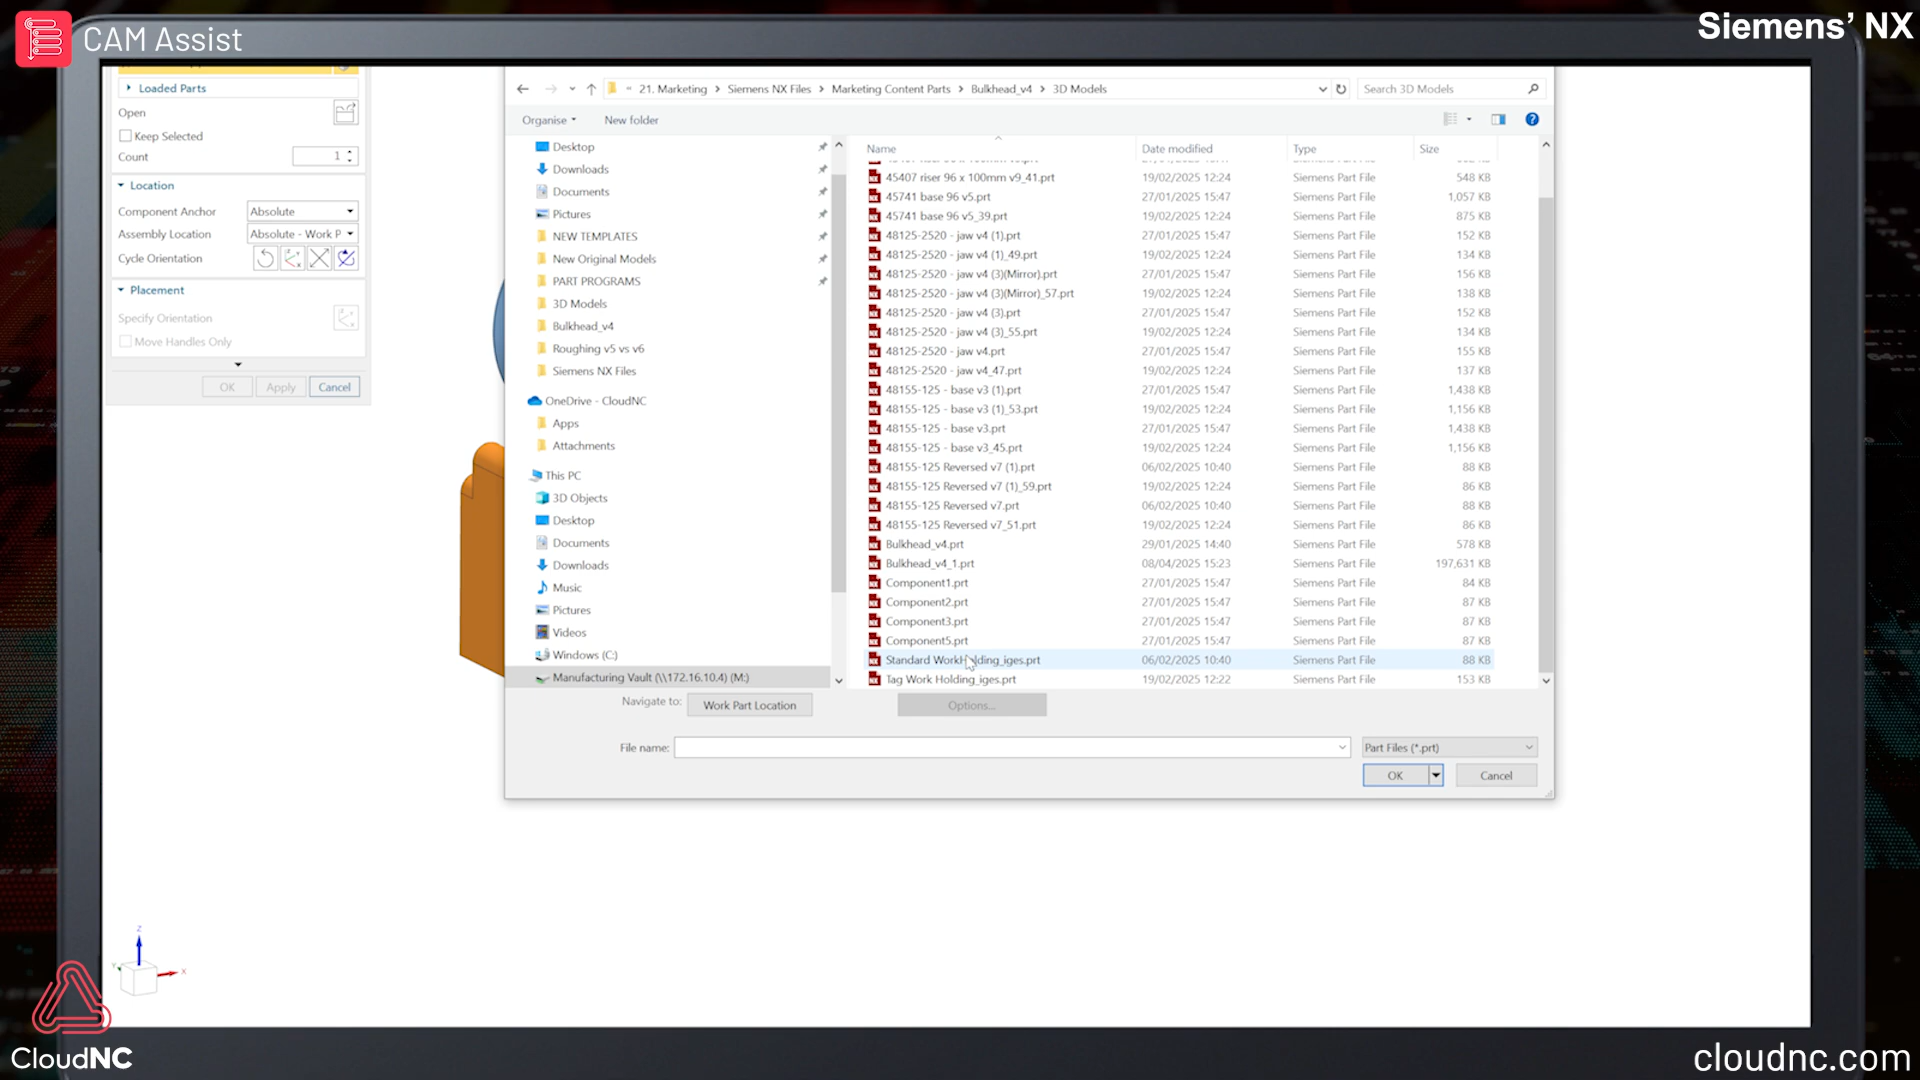 CAM Assist
Siemens' NX
Loaded Parts
Open
Keep Selected
Count 1
Location
Component Anchor Absolute
Assembly Location Absolute - Work P
Cycle Orientation
Placement
Specify Orientation
Move Handles Only
OK Apply Cancel
« 21. Marketing > Siemens NX Files > Marketing Content Parts > Bulkhead_v4 > 3D Models
Search 3D Models
Organise New folder
Desktop
Downloads
Documents
Pictures
NEW TEMPLATES
New Original Models
PART PROGRAMS
3D Models
Bulkhead_v4
Roughing v5 vs v6
Siemens NX Files
OneDrive - CloudNC
Apps
Attachments
This PC
3D Objects
Desktop
Documents
Downloads
Music
Pictures
Videos
Windows (C:)
Manufacturing Vault (\\172.16.10.4) (M:)
Name Date modified Type Size
45407 riser 96 x 100mm v9_41.prt 19/02/2025 12:24 Siemens Part File 548 KB
45741 base 96 v5.prt 27/01/2025 15:47 Siemens Part File 1,057 KB
45741 base 96 v5_39.prt 19/02/2025 12:24 Siemens Part File 875 KB
48125-2520 - jaw v4 (1).prt 27/01/2025 15:47 Siemens Part File 152 KB
48125-2520 - jaw v4 (1)_49.prt 19/02/2025 12:24 Siemens Part File 134 KB
48125-2520 - jaw v4 (3)(Mirror).prt 27/01/2025 15:47 Siemens Part File 156 KB
48125-2520 - jaw v4 (3)(Mirror)_57.prt 19/02/2025 12:24 Siemens Part File 138 KB
48125-2520 - jaw v4 (3).prt 27/01/2025 15:47 Siemens Part File 152 KB
48125-2520 - jaw v4 (3)_55.prt 19/02/2025 12:24 Siemens Part File 134 KB
48125-2520 - jaw v4.prt 27/01/2025 15:47 Siemens Part File 155 KB
48125-2520 - jaw v4_47.prt 19/02/2025 12:24 Siemens Part File 137 KB
48155-125 - base v3 (1).prt 27/01/2025 15:47 Siemens Part File 1,438 KB
48155-125 - base v3 (1)_53.prt 19/02/2025 12:24 Siemens Part File 1,156 KB
48155-125 - base v3.prt 27/01/2025 15:47 Siemens Part File 1,438 KB
48155-125 - base v3_45.prt 19/02/2025 12:24 Siemens Part File 1,156 KB
48155-125 Reversed v7 (1).prt 06/02/2025 10:40 Siemens Part File 88 KB
48155-125 Reversed v7 (1)_59.prt 19/02/2025 12:24 Siemens Part File 86 KB
48155-125 Reversed v7.prt 06/02/2025 10:40 Siemens Part File 88 KB
48155-125 Reversed v7_51.prt 19/02/2025 12:24 Siemens Part File 86 KB
Bulkhead_v4.prt 29/01/2025 14:40 Siemens Part File 578 KB
Bulkhead_v4_1.prt 08/04/2025 15:23 Siemens Part File 197,631 KB
Component1.prt 27/01/2025 15:47 Siemens Part File 84 KB
Component2.prt 27/01/2025 15:47 Siemens Part File 87 KB
Component3.prt 27/01/2025 15:47 Siemens Part File 87 KB
Component5.prt 27/01/2025 15:47 Siemens Part File 87 KB
Standard WorkHolding_iges.prt 06/02/2025 10:40 Siemens Part File 88 KB
Tag Work Holding_iges.prt 19/02/2025 12:22 Siemens Part File 153 KB
Navigate to: Work Part Location Options...
File name: Part Files (*.prt)
OK Cancel
Z
Y
X
CloudNC
cloudnc.com